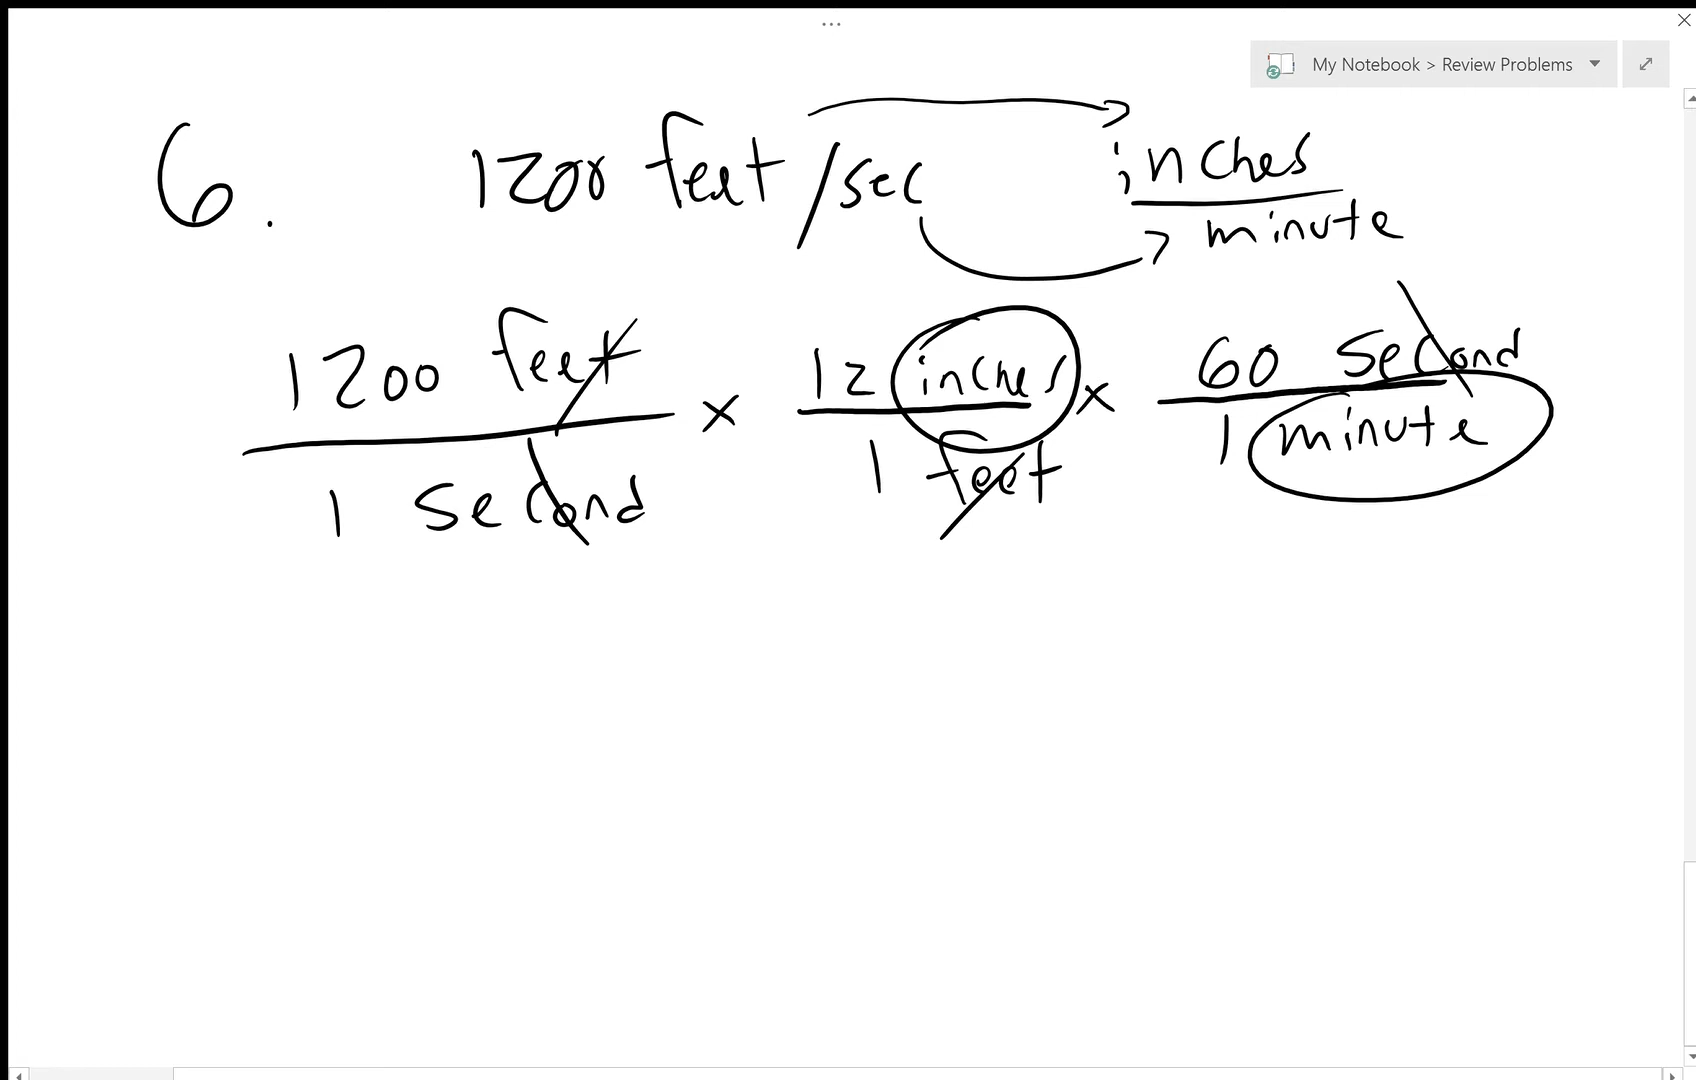 ...
My Notebook > Review Problems
6. 1200 feet/sec inches
minute
1200 feet × 12 inches × 60 second
1 second 1 feet 1 minute